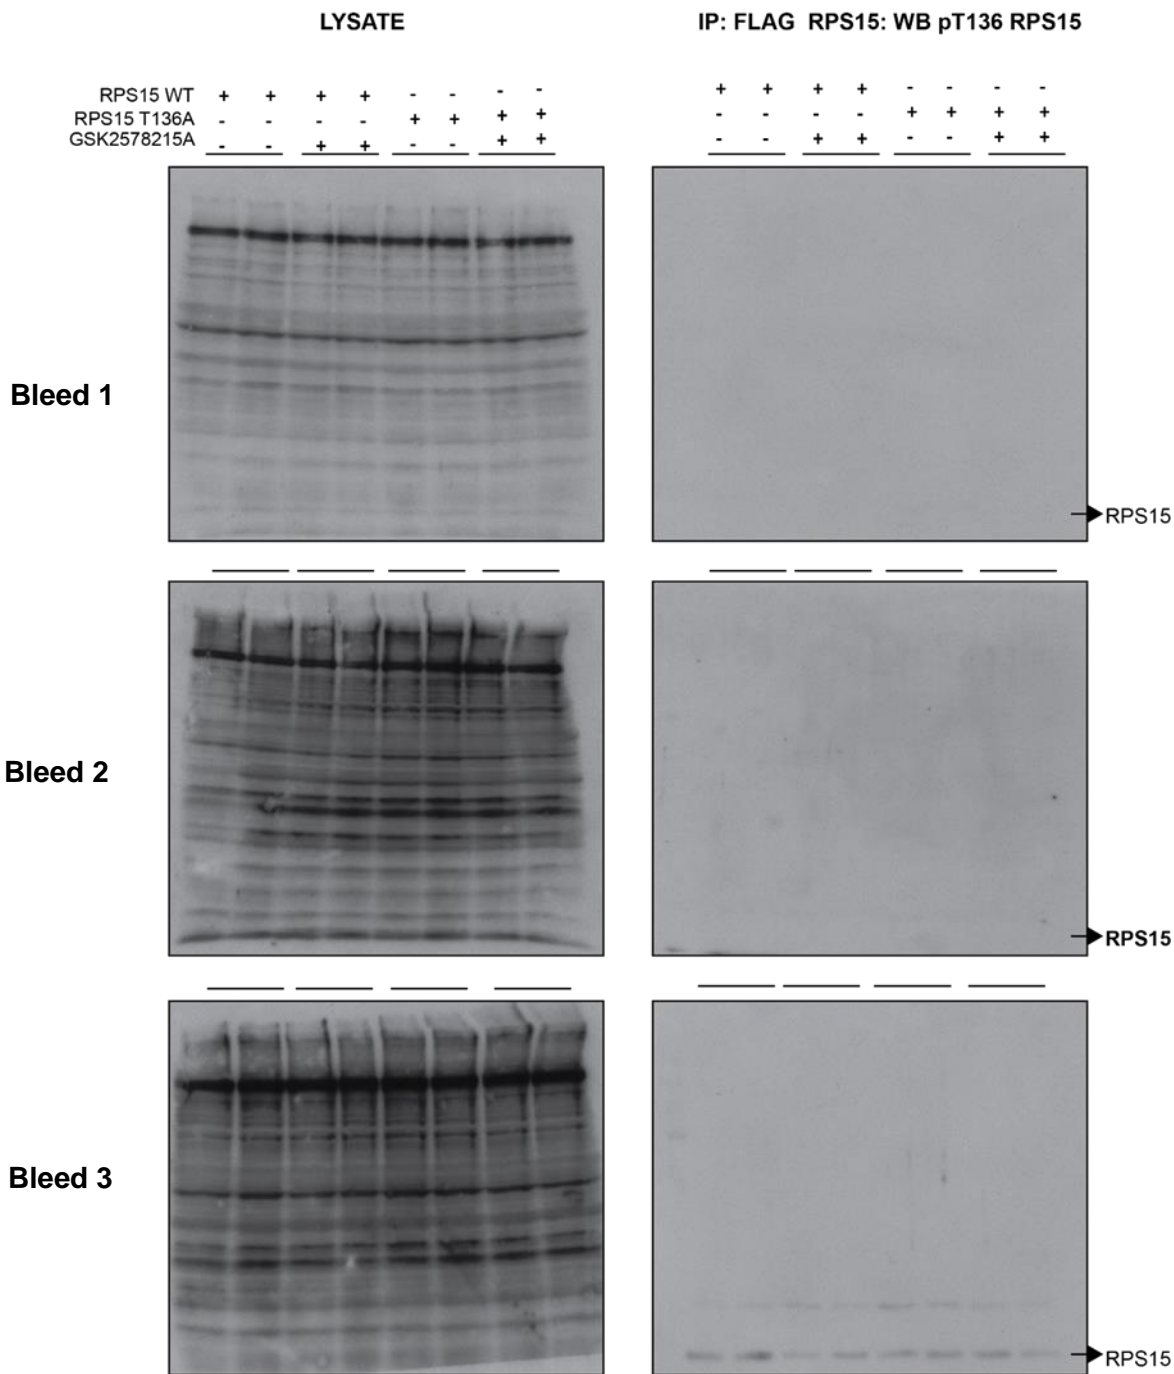 LYSATE
IP: FLAG RPS15: WB pT136 RPS15
RPS15 WT + + + + - - - -
RPS15 T136A - - - - + + + +
GSK2578215A - - + + - - + +
+ + + + - - - -
- - - - + + + +
- - + + - - + +
Bleed 1
RPS15
Bleed 2
RPS15
Bleed 3
RPS15